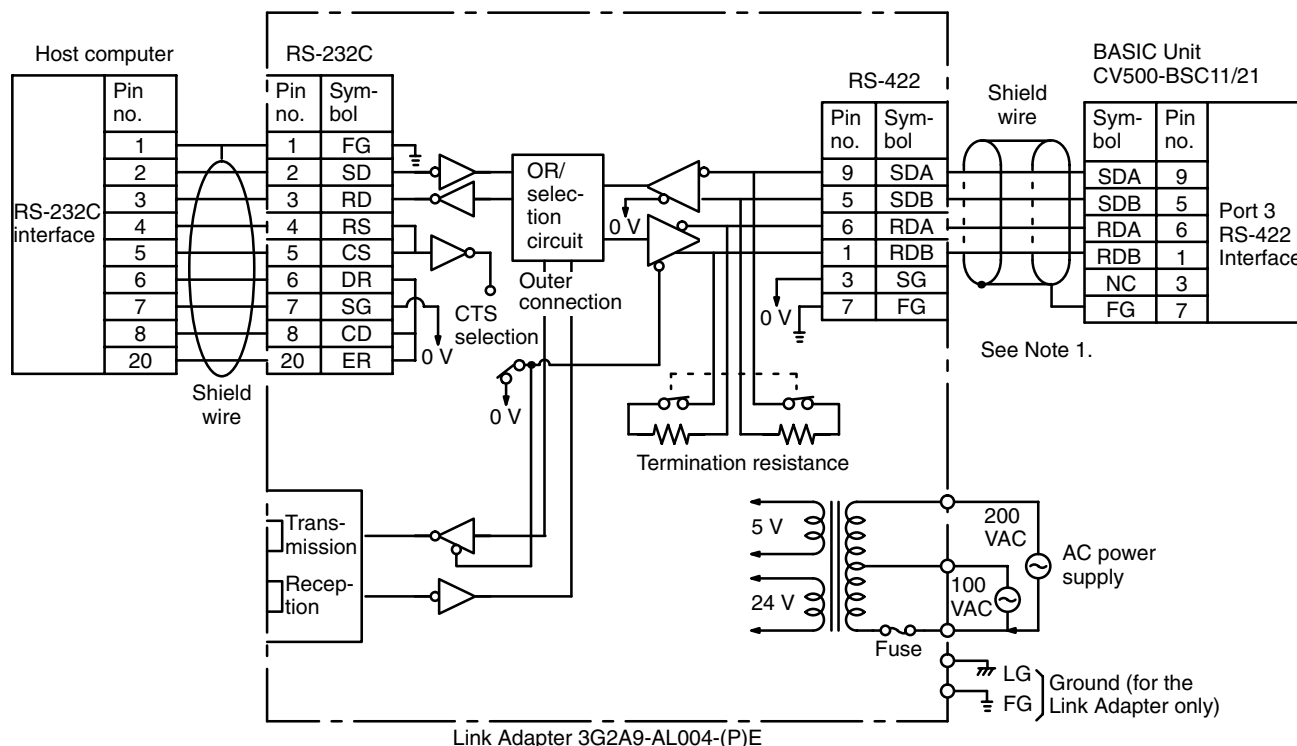 Host computer
RS-232C
interface
Pin
no.
1
2
3
4
5
6
7
8
20
Shield
wire
RS-232C
Pin
no.
Sym-
bol
1 FG
2 SD
3 RD
4 RS
5 CS
6 DR
7 SG
8 CD
20 ER
0 V
CTS
selection
OR/
selec-
tion
circuit
Outer
connection
0 V
0 V
RS-422
Pin
no.
Sym-
bol
9 SDA
5 SDB
6 RDA
1 RDB
3 SG
7 FG
0 V
Shield
wire
BASIC Unit
CV500-BSC11/21
Sym-
bol
Pin
no.
SDA 9
SDB 5
RDA 6
RDB 1
NC 3
FG 7
Port 3
RS-422
Interface
See Note 1.
Termination resistance
Trans-
mission
Recep-
tion
5 V
24 V
200
VAC
100
VAC
AC power
supply
Fuse
LG
FG
Ground (for the
Link Adapter only)
Link Adapter 3G2A9-AL004-(P)E